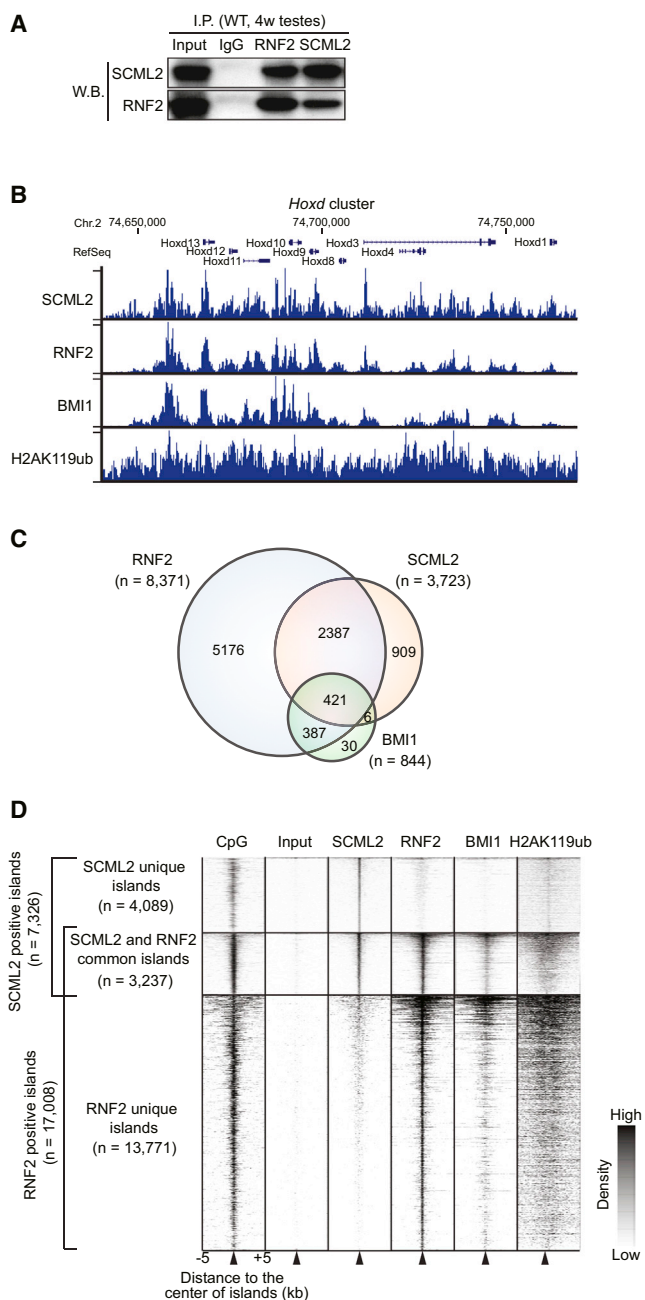 A
I.P. (WT, 4w testes)
Input IgG RNF2 SCML2
W.B.
SCML2
RNF2
B
Hoxd cluster
Chr.2 74,650,000 74,700,000 74,750,000
RefSeq
Hoxd13 Hoxd10 Hoxd3 Hoxd1
Hoxd12 Hoxd9 Hoxd4
Hoxd11 Hoxd8
SCML2
RNF2
BMI1
H2AK119ub
C
RNF2
(n = 8,371)
SCML2
(n = 3,723)
5176
2387
909
421
6
387
30
BMI1
(n = 844)
D
CpG Input SCML2 RNF2 BMI1 H2AK119ub
SCML2 positive islands
(n = 7,326)
SCML2 unique
islands
(n = 4,089)
SCML2 and RNF2
common islands
(n = 3,237)
RNF2 positive islands
(n = 17,008)
RNF2 unique
islands
(n = 13,771)
High
Density
Low
-5 +5
Distance to the
center of islands (kb)